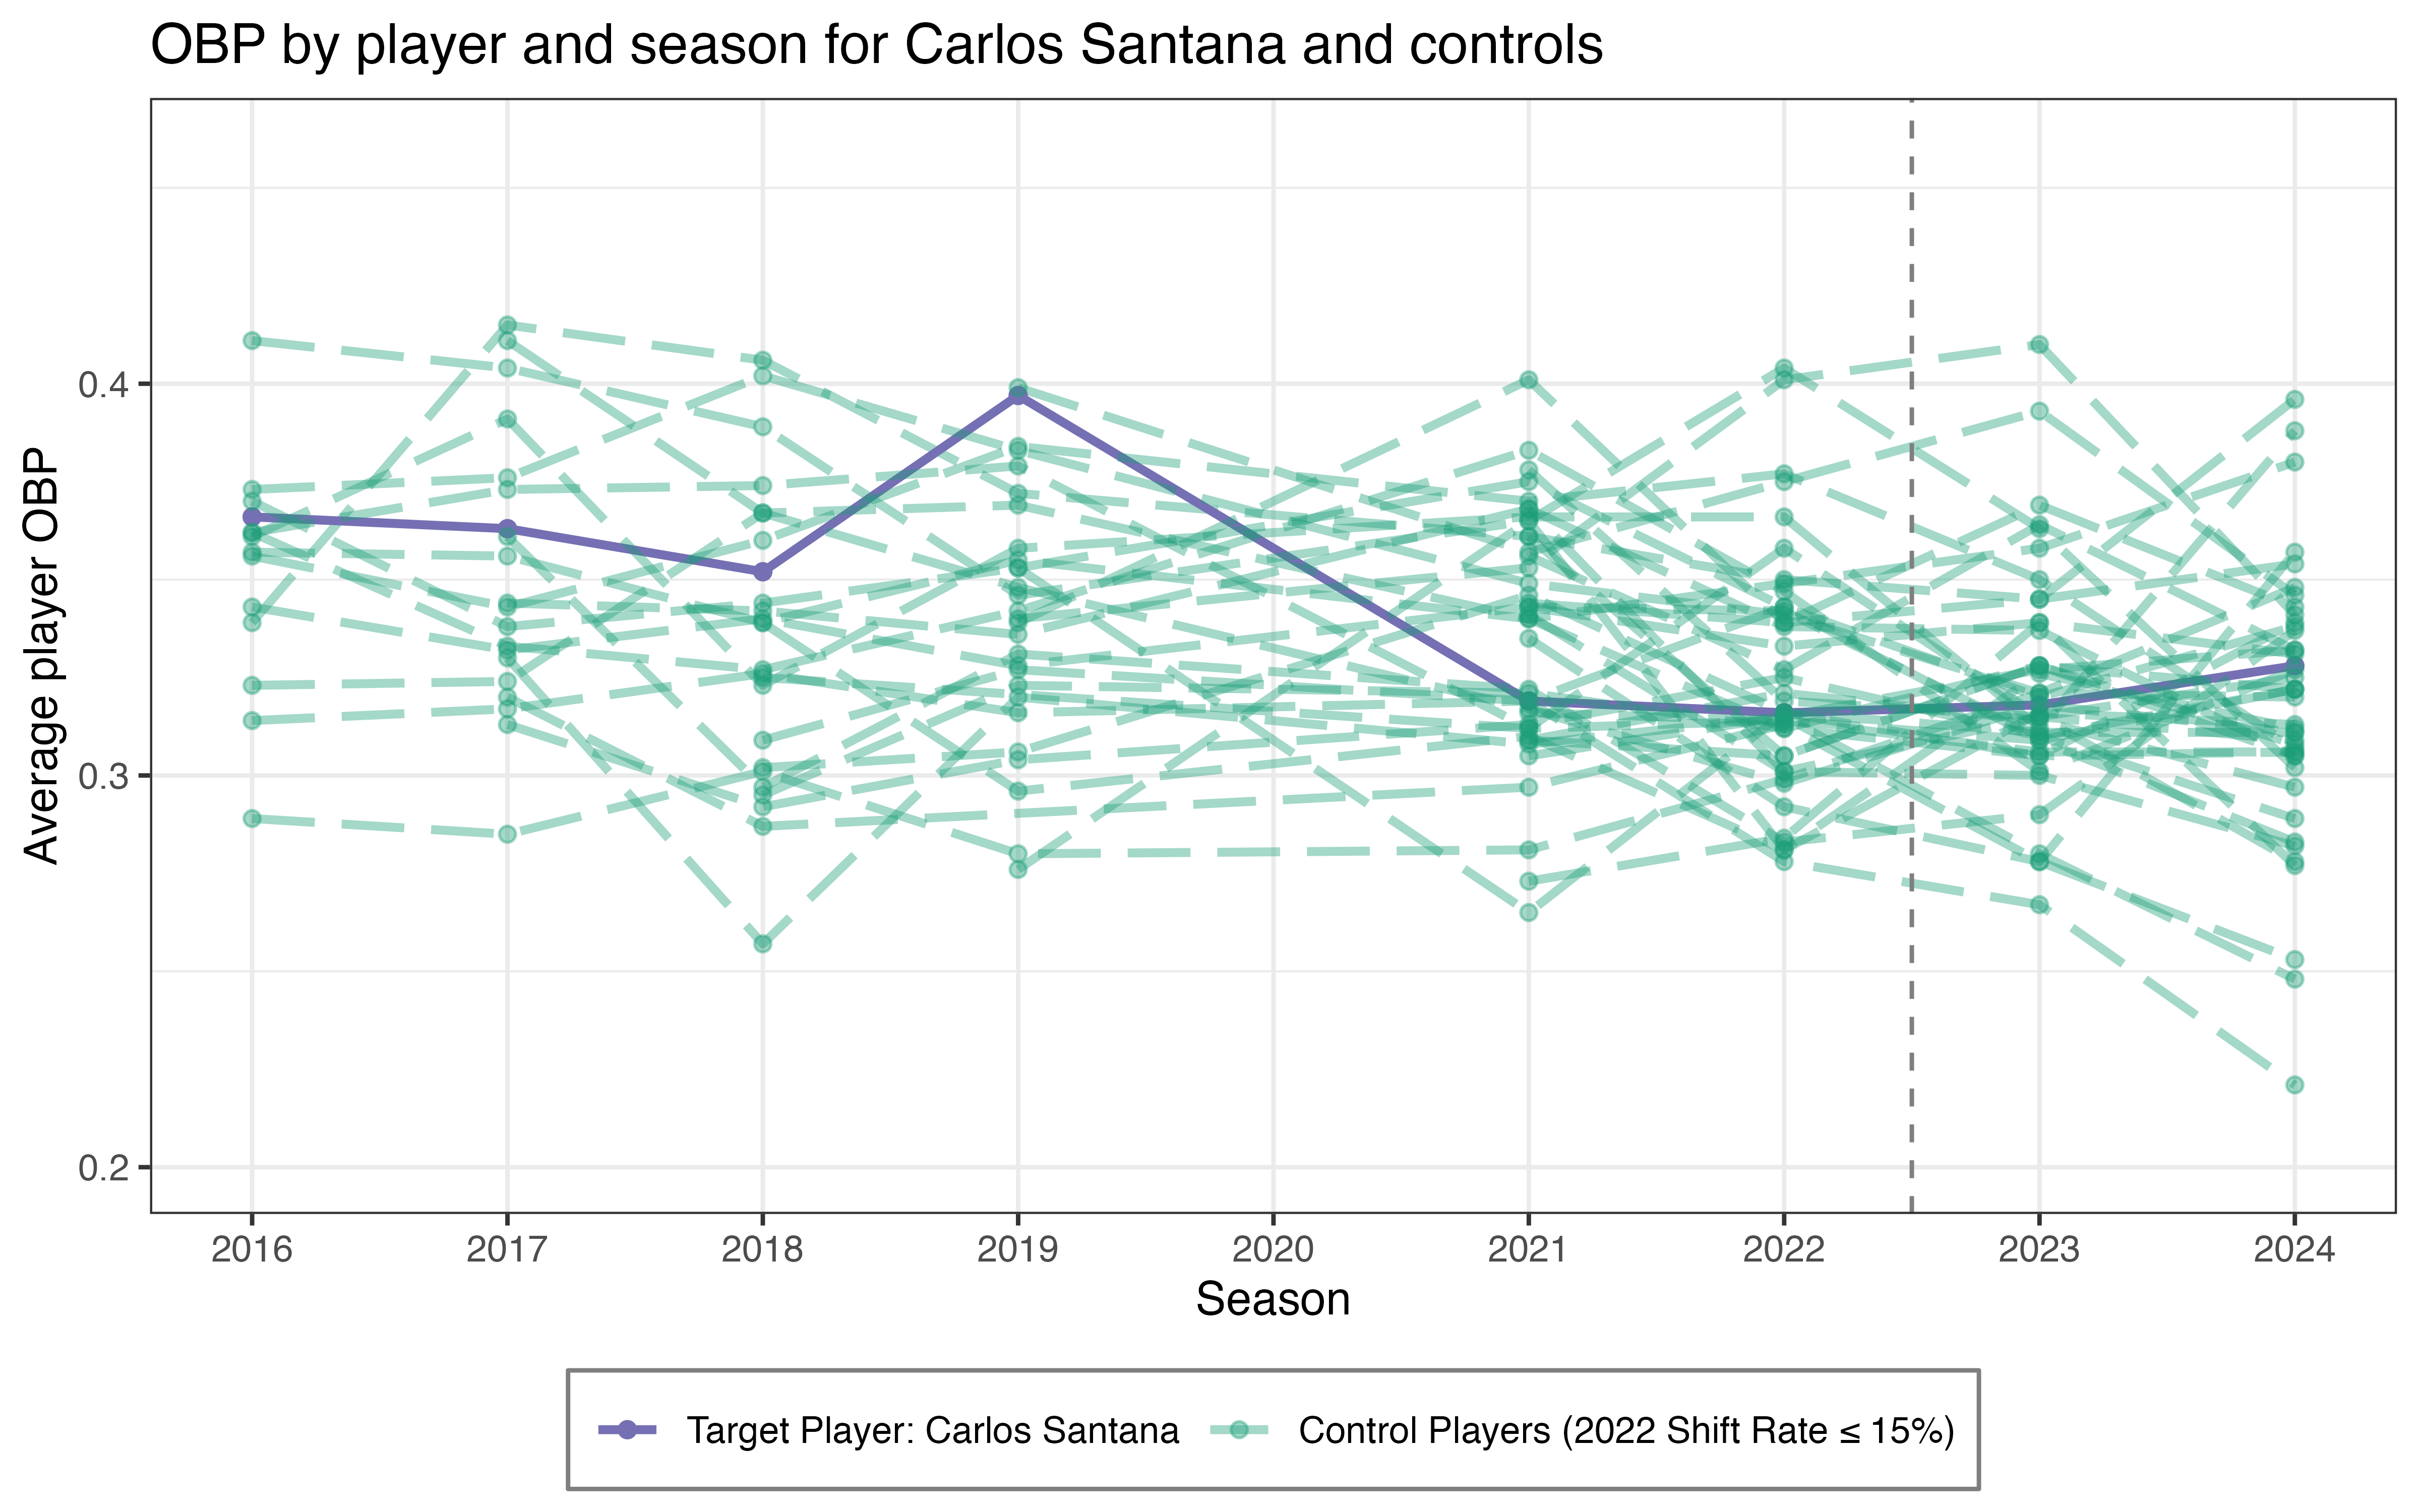 OBP by player and season for Carlos Santana and controls
Average player OBP
0.4
0.3
0.2
2016 2017 2018 2019 2020 2021 2022 2023 2024
Season
Target Player: Carlos Santana Control Players (2022 Shift Rate ≤ 15%)